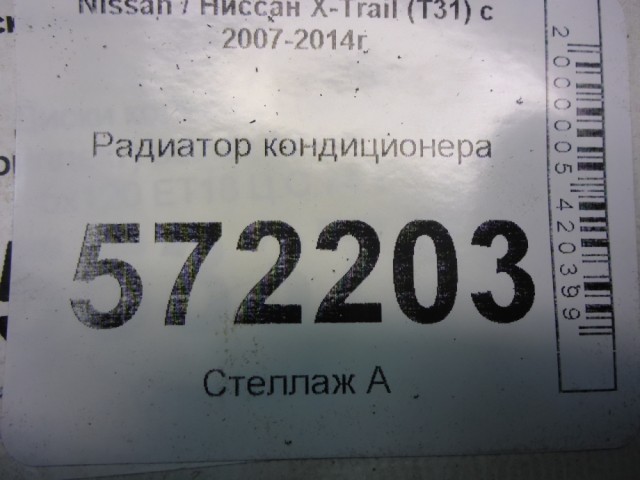 Nissan / Ниссан X-Trail (T31) с
2007-2014г
Радиатор кондиционера
572203
Стеллаж А
2000005420399